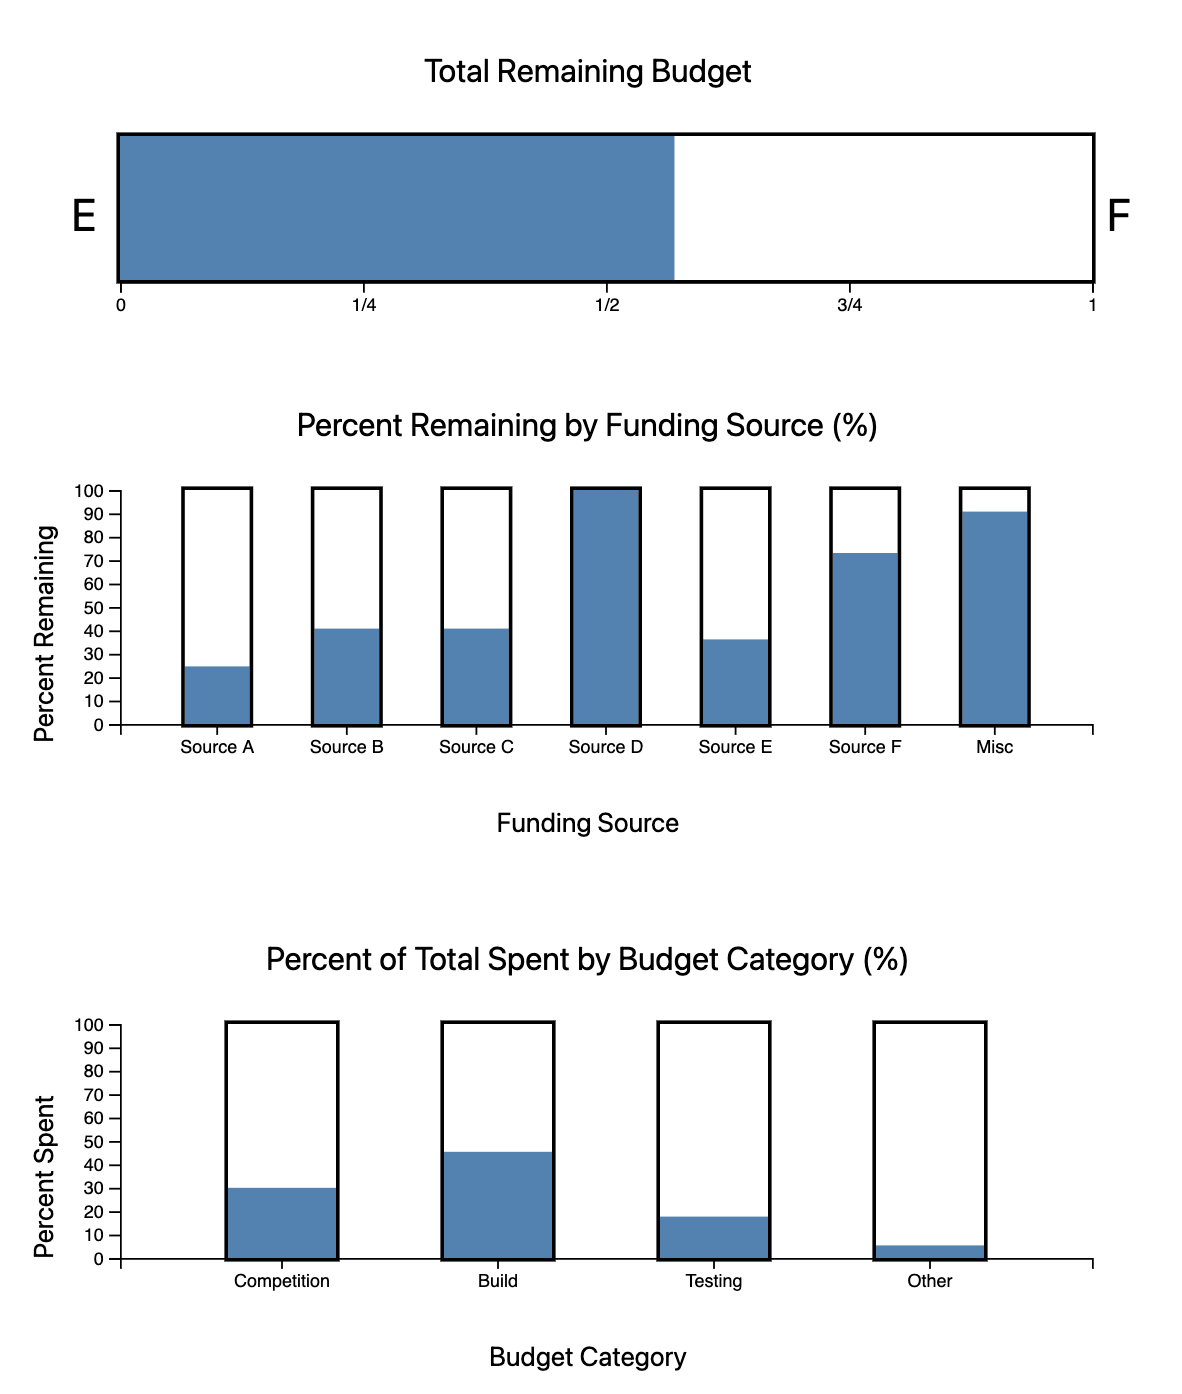 Total Remaining Budget
E
F
0 1/4 1/2 3/4 1
Percent Remaining by Funding Source (%)
Percent Remaining
100
90
80
70
60
50
40
30
20
10
0
Source A Source B Source C Source D Source E Source F Misc
Funding Source
Percent of Total Spent by Budget Category (%)
Percent Spent
100
90
80
70
60
50
40
30
20
10
0
Competition Build Testing Other
Budget Category